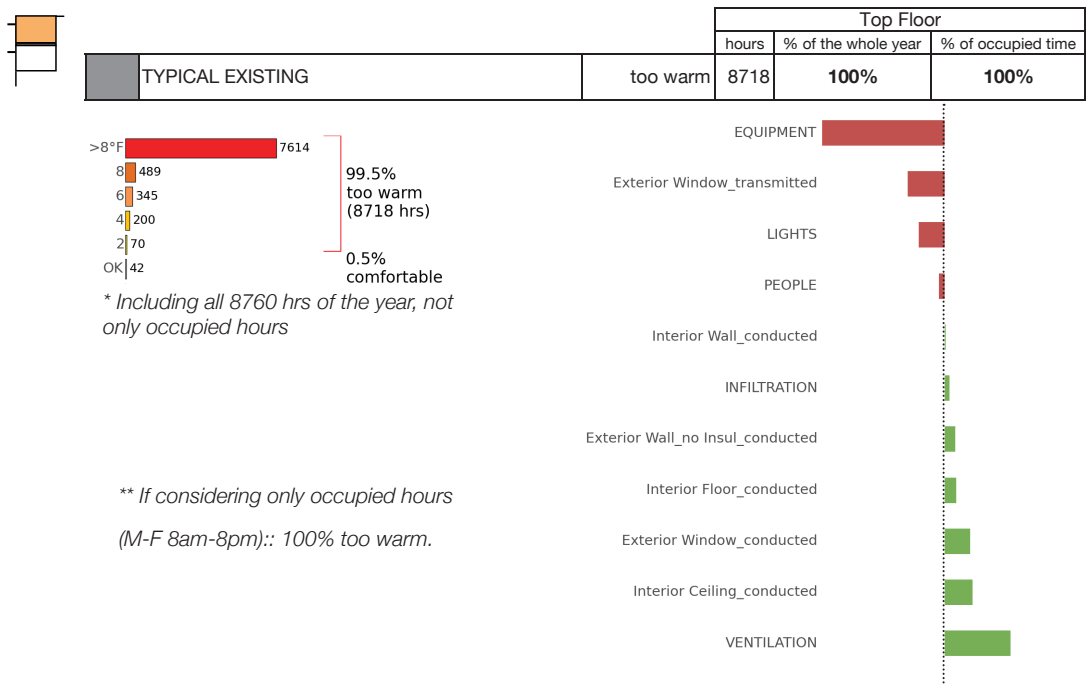 Top Floor
hours % of the whole year % of occupied time
TYPICAL EXISTING too warm 8718 100% 100%
>8°F 7614
8 489
6 345
4 200
2 70
OK 42
99.5%
too warm
(8718 hrs)
0.5%
comfortable
* Including all 8760 hrs of the year, not
only occupied hours
** If considering only occupied hours
(M-F 8am-8pm):: 100% too warm.
EQUIPMENT
Exterior Window_transmitted
LIGHTS
PEOPLE
Interior Wall_conducted
INFILTRATION
Exterior Wall_no Insul_conducted
Interior Floor_conducted
Exterior Window_conducted
Interior Ceiling_conducted
VENTILATION